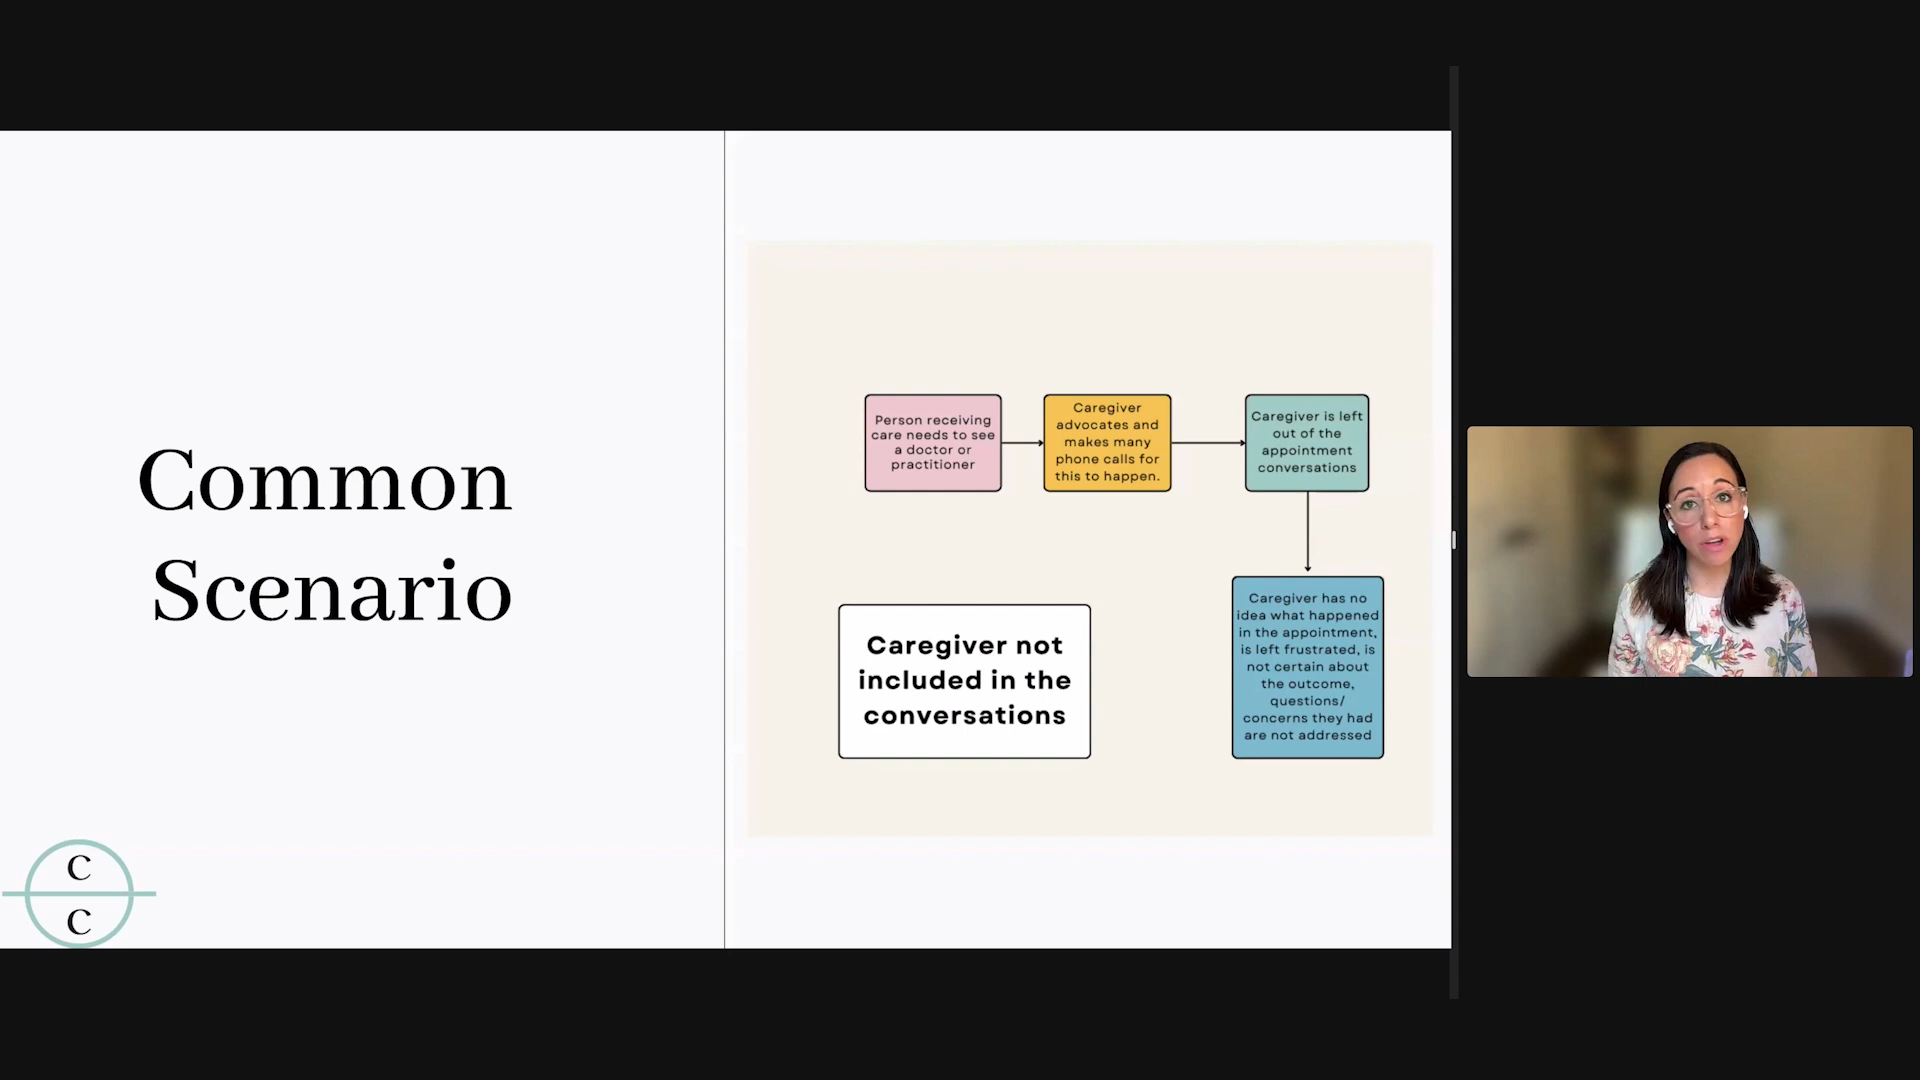 Common
Scenario
Person receiving
care needs to see
a doctor or
practitioner
Caregiver
advocates and
makes many
phone calls for
this to happen.
Caregiver is left
out of the
appointment
conversations
Caregiver has no
idea what happened
in the appointment,
is left frustrated, is
not certain about
the outcome,
questions/
concerns they had
are not addressed
Caregiver not
included in the
conversations
C
C